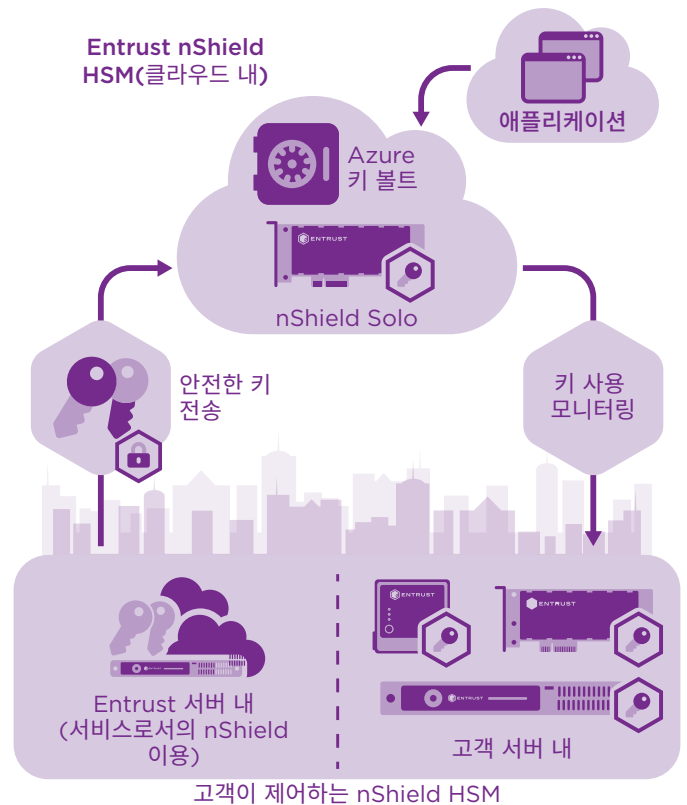 Entrust nShield
HSM(클라우드 내)
애플리케이션
Azure
키 볼트
ENTRUST
nShield Solo
안전한 키
전송
키 사용
모니터링
ENTRUST
ENTRUST
ENTRUST
ENTRUST
Entrust 서버 내
(서비스로서의 nShield
이용)
고객 서버 내
고객이 제어하는 nShield HSM